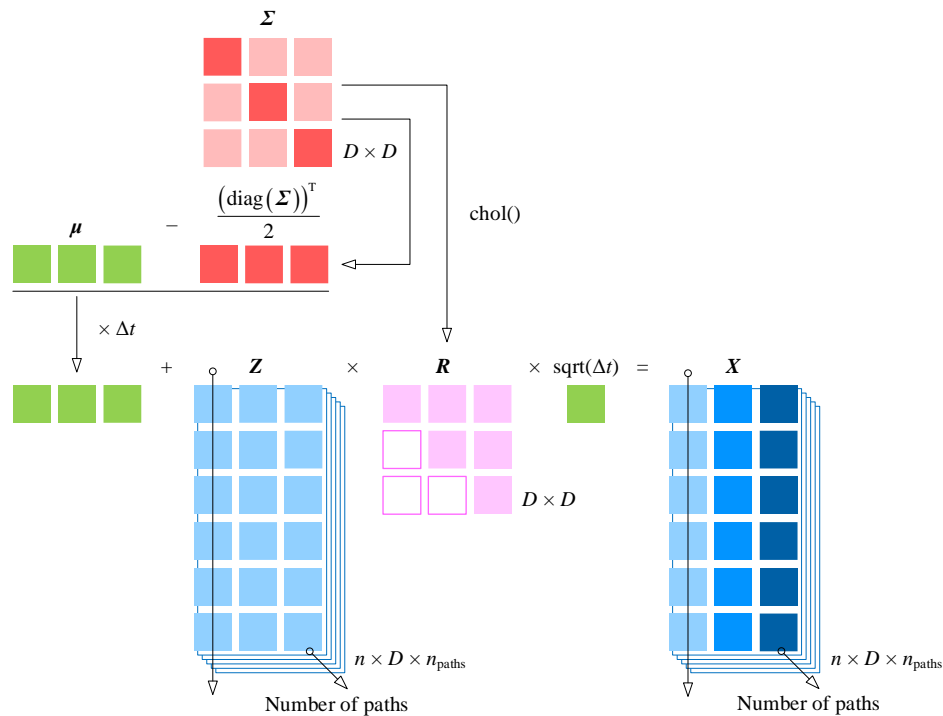 Σ
D × D
chol()
μ − (diag(Σ))ᵀ
2
× Δt
+ Z × R × sqrt(Δt) = X
D × D
n × D × n_paths
n × D × n_paths
Number of paths
Number of paths